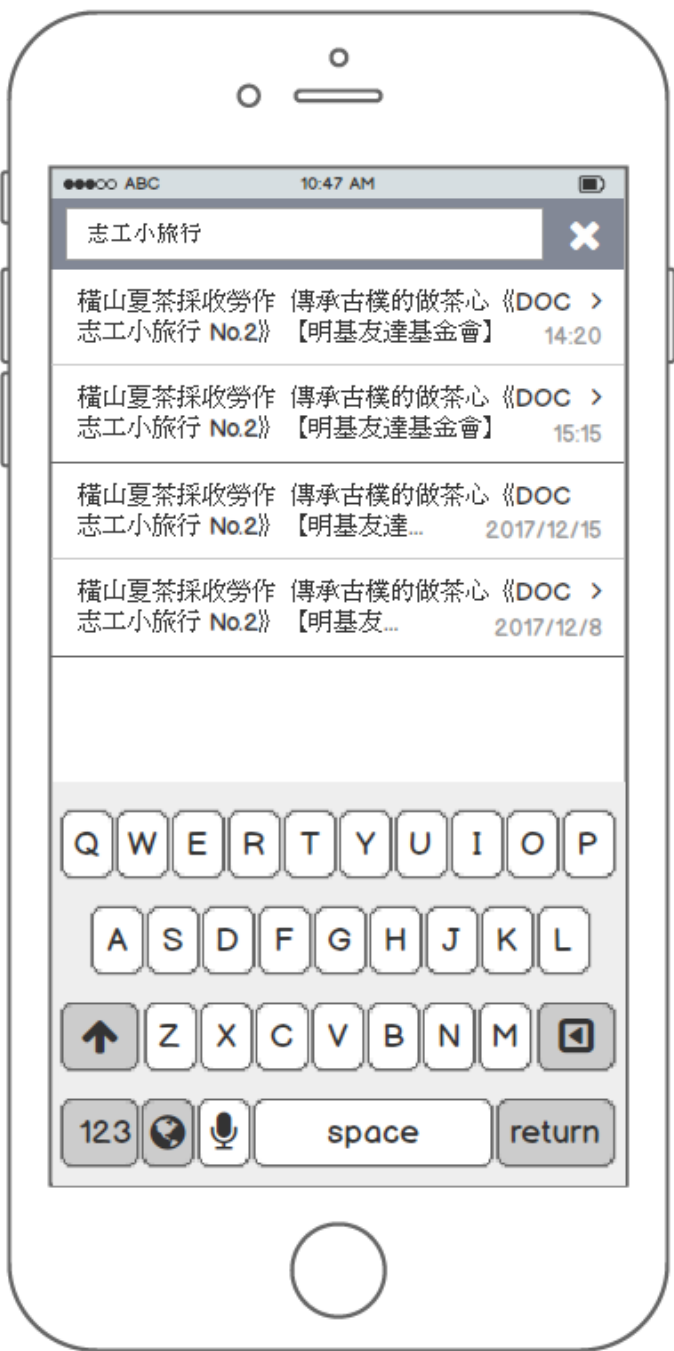 ABC 10:47 AM
志工小旅行
橫山夏茶採收勞作 傳承古樸的做茶心《DOC >
志工小旅行 No.2》【明基友達基金會】 14:20
橫山夏茶採收勞作 傳承古樸的做茶心《DOC >
志工小旅行 No.2》【明基友達基金會】 15:15
橫山夏茶採收勞作 傳承古樸的做茶心《DOC
志工小旅行 No.2》【明基友達... 2017/12/15
橫山夏茶採收勞作 傳承古樸的做茶心《DOC >
志工小旅行 No.2》【明基友... 2017/12/8
Q W E R T Y U I O P
A S D F G H J K L
Z X C V B N M
123 space return